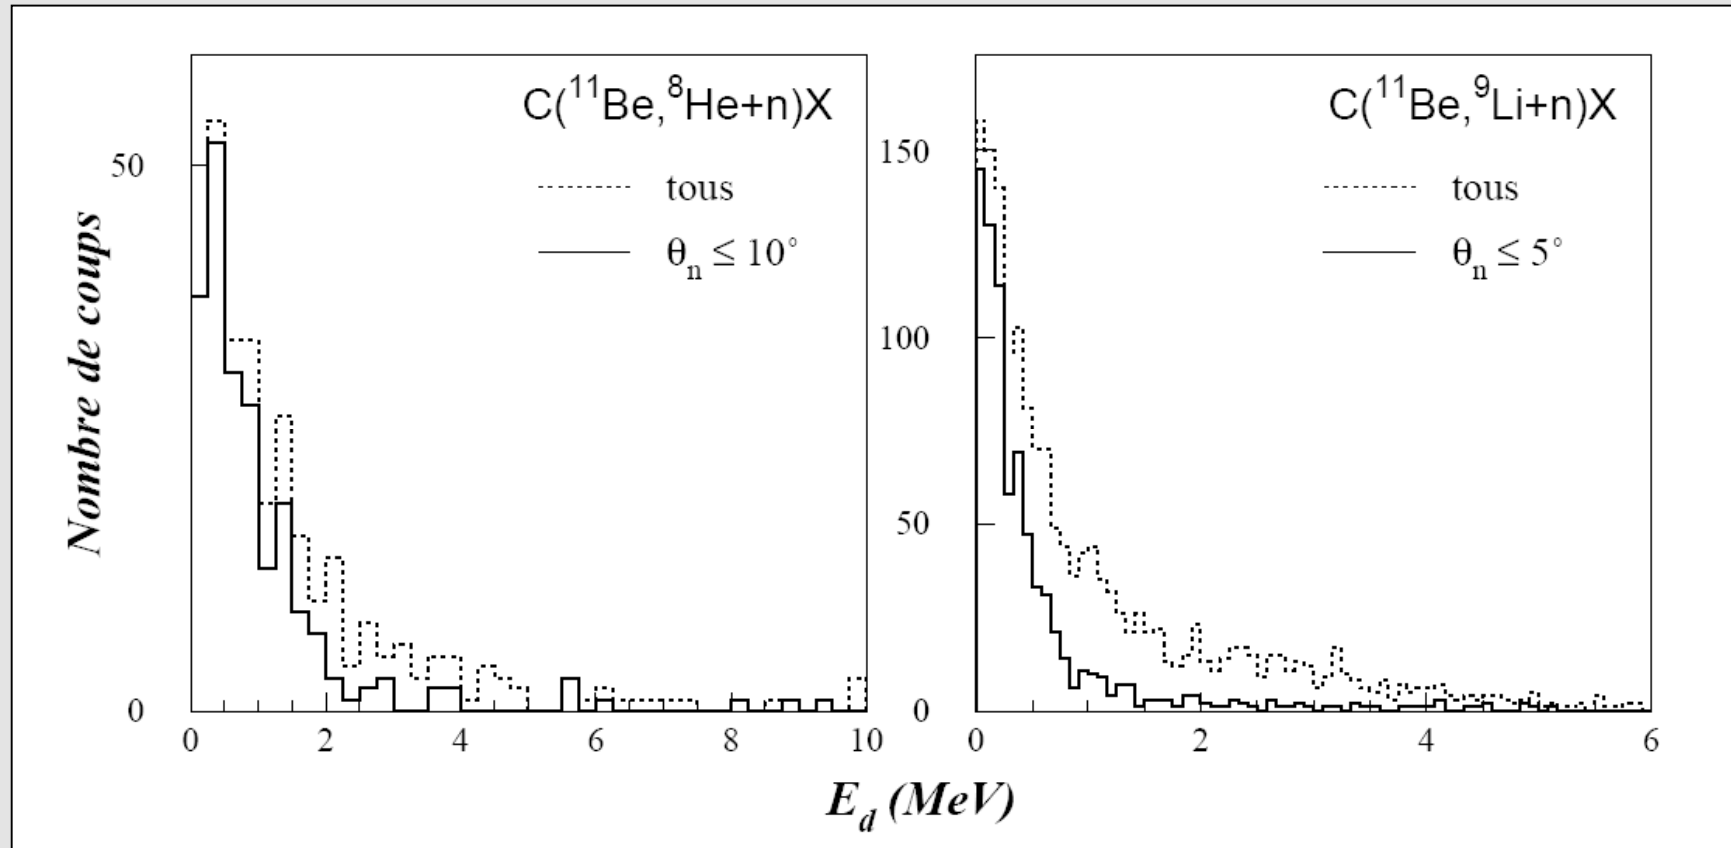 Nombre de coups
C(¹¹Be,⁸He+n)X
tous
θₙ ≤ 10°
50
0
0 2 4 6 8 10
C(¹¹Be,⁹Li+n)X
tous
θₙ ≤ 5°
150
100
50
0
0 2 4 6
E_d (MeV)